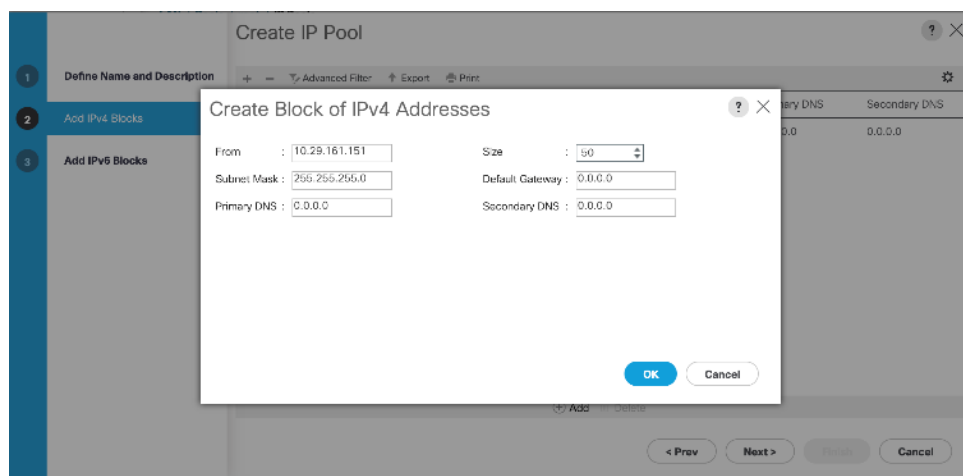 Create IP Pool
?
1 Define Name and Description
+ − Advanced Filter Export Print
2 Add IPv4 Blocks
ary DNS Secondary DNS
0.0 0.0.0.0
3 Add IPv6 Blocks
Create Block of IPv4 Addresses
?
From : 10.29.161.151 Size : 50
Subnet Mask : 255.255.255.0 Default Gateway : 0.0.0.0
Primary DNS : 0.0.0.0 Secondary DNS : 0.0.0.0
OK Cancel
Add Delete
< Prev Next > Finish Cancel